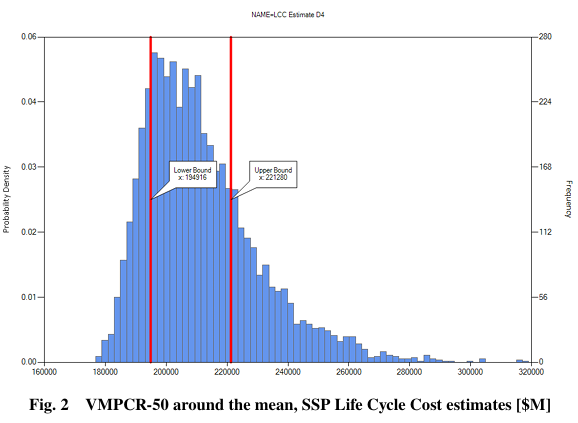 NAME=LCC Estimate D4
0.06
0.04
0.03
0.02
0.01
0.00
Probability Density
Lower Bound
x: 194916
Upper Bound
x: 221280
280
224
168
112
56
0
Frequency
160000 180000 200000 220000 240000 260000 280000 300000 320000
Fig. 2 VMPCR-50 around the mean, SSP Life Cycle Cost estimates [$M]